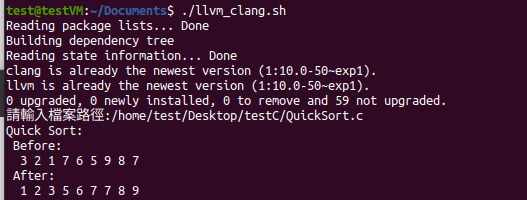 test@testVM:~/Documents$ ./llvm_clang.sh
Reading package lists... Done
Building dependency tree
Reading state information... Done
clang is already the newest version (1:10.0-50~exp1).
llvm is already the newest version (1:10.0-50~exp1).
0 upgraded, 0 newly installed, 0 to remove and 59 not upgraded.
請輸入檔案路徑:/home/test/Desktop/testC/QuickSort.c
Quick Sort:
 Before:
  3 2 1 7 6 5 9 8 7
 After:
  1 2 3 5 6 7 7 8 9